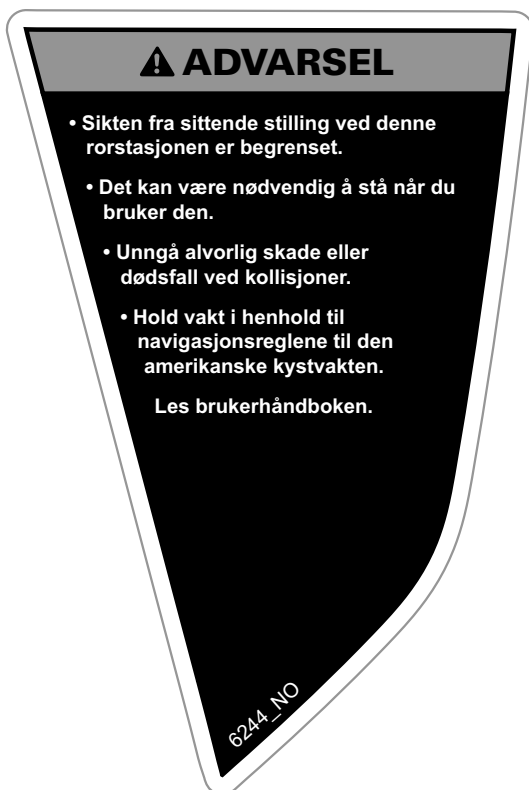 ADVARSEL
• Sikten fra sittende stilling ved denne
rorstasjonen er begrenset.
• Det kan være nødvendig å stå når du
bruker den.
• Unngå alvorlig skade eller
dødsfall ved kollisjoner.
• Hold vakt i henhold til
navigasjonsreglene til den
amerikanske kystvakten.
Les brukerhåndboken.
6244_NO